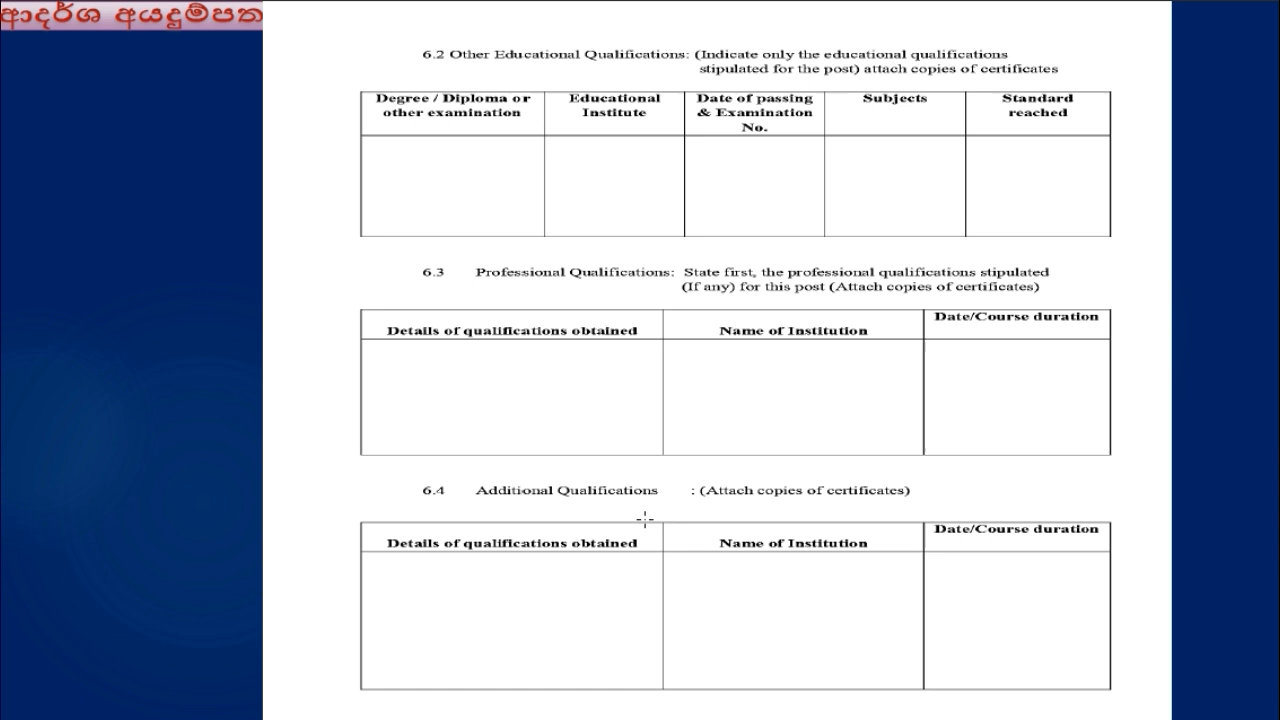 ආදර්ශ අයදුම්පත
6.2 Other Educational Qualifications: (Indicate only the educational qualifications
stipulated for the post) attach copies of certificates
Degree / Diploma or other examination
Educational Institute
Date of passing & Examination No.
Subjects
Standard reached
6.3 Professional Qualifications: State first, the professional qualifications stipulated
(If any) for this post (Attach copies of certificates)
Details of qualifications obtained
Name of Institution
Date/Course duration
6.4 Additional Qualifications : (Attach copies of certificates)
Details of qualifications obtained
Name of Institution
Date/Course duration